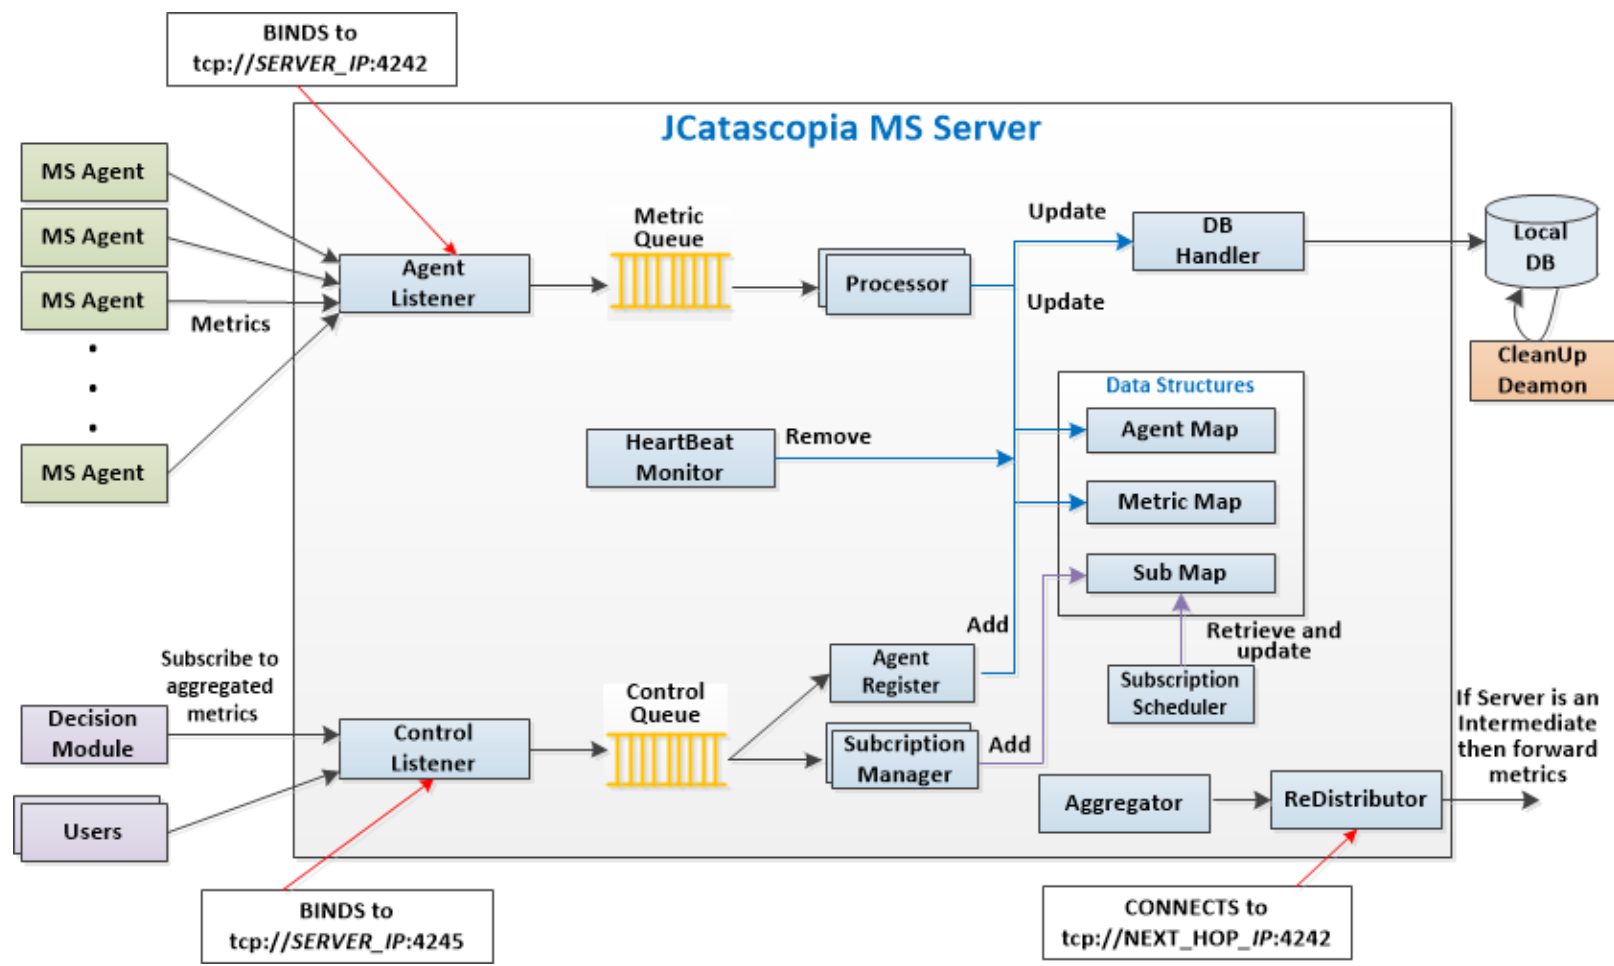 BINDS to
tcp://SERVER_IP:4242
JCatascopia MS Server
MS Agent
MS Agent
MS Agent
Metrics
MS Agent
Agent
Listener
Metric
Queue
Processor
Update
Update
DB
Handler
Local
DB
CleanUp
Deamon
Data Structures
Agent Map
Metric Map
Sub Map
HeartBeat
Monitor
Remove
Retrieve and
update
Subscription
Scheduler
Add
Agent
Register
Subscribe to
aggregated
metrics
Decision
Module
Users
Control
Listener
Control
Queue
Subcription
Manager
Add
Aggregator
ReDistributor
If Server is an
Intermediate
then forward
metrics
BINDS to
tcp://SERVER_IP:4245
CONNECTS to
tcp://NEXT_HOP_IP:4242